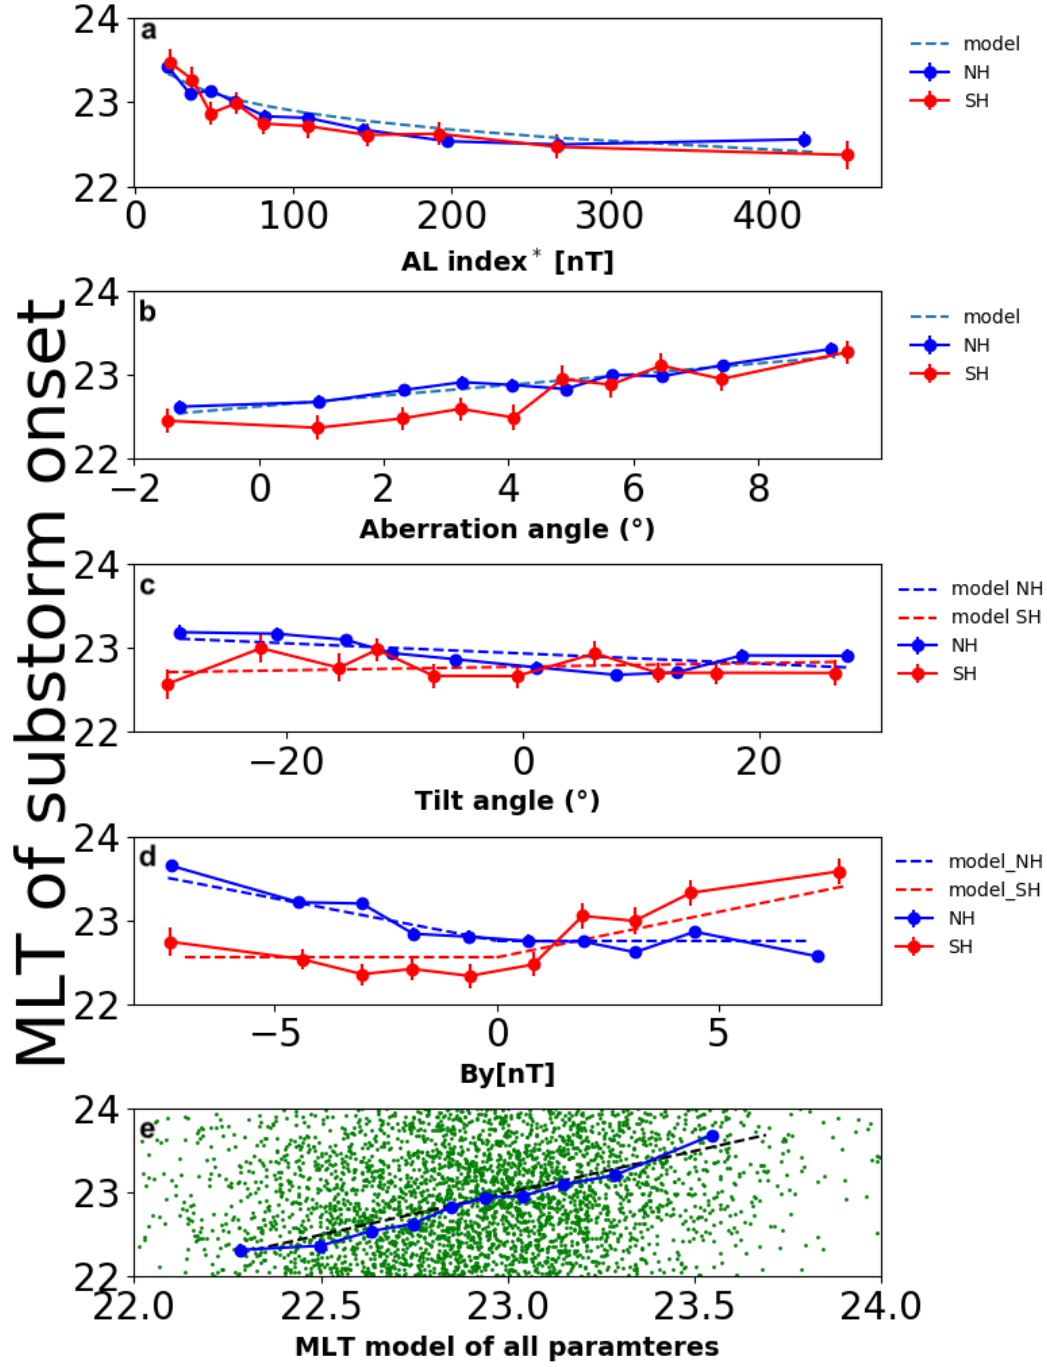 MLT of substorm onset
a
24
23
22
0
100
200
300
400
AL index* [nT]
model
NH
SH
b
24
23
22
−2
0
2
4
6
8
Aberration angle (°)
model
NH
SH
c
24
23
22
−20
0
20
Tilt angle (°)
model NH
model SH
NH
SH
d
24
23
22
−5
0
5
By[nT]
model_NH
model_SH
NH
SH
e
24
23
22
22.0
22.5
23.0
23.5
24.0
MLT model of all paramteres